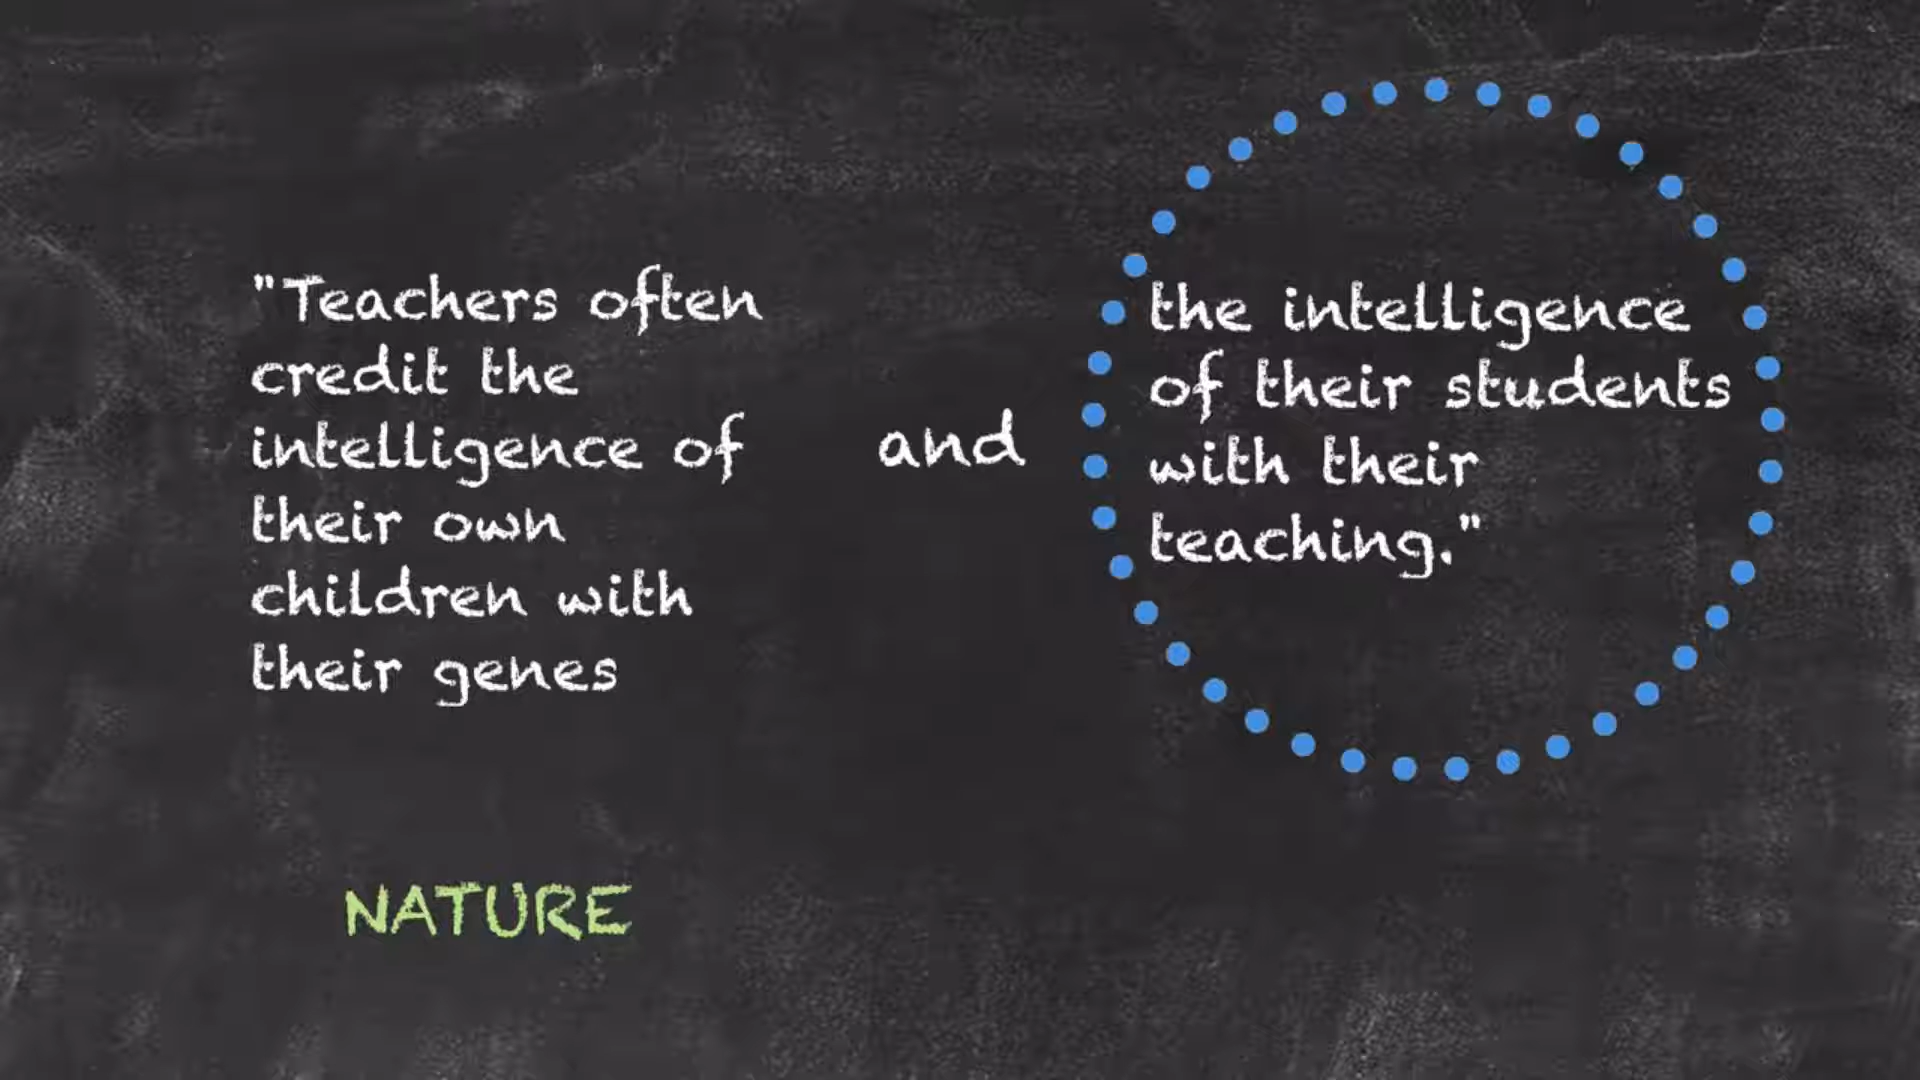 "Teachers often
credit the
intelligence of
their own
children with
their genes
and
the intelligence
of their students
with their
teaching."
NATURE